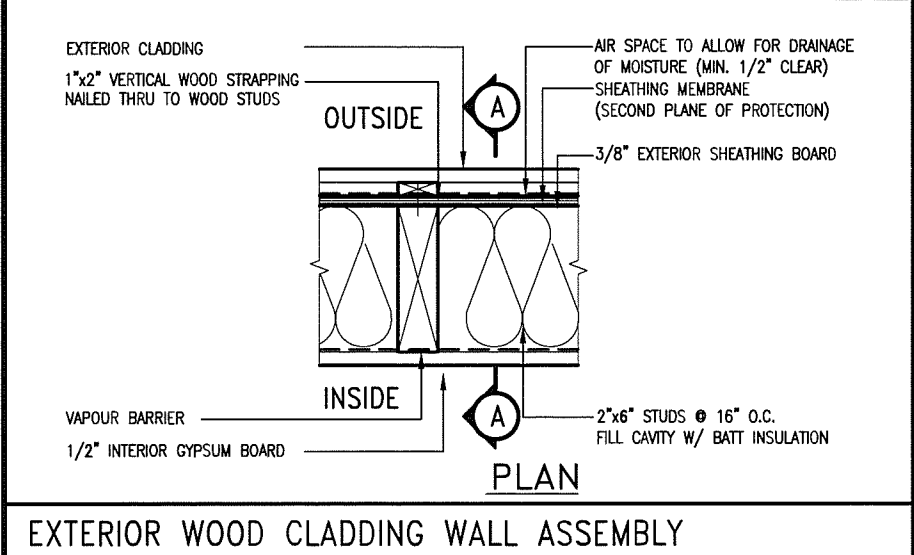 EXTERIOR CLADDING
1"x2" VERTICAL WOOD STRAPPING
NAILED THRU TO WOOD STUDS
OUTSIDE
A
AIR SPACE TO ALLOW FOR DRAINAGE
OF MOISTURE (MIN. 1/2" CLEAR)
SHEATHING MEMBRANE
(SECOND PLANE OF PROTECTION)
3/8" EXTERIOR SHEATHING BOARD
INSIDE
VAPOUR BARRIER
1/2" INTERIOR GYPSUM BOARD
A
2"x6" STUDS @ 16" O.C.
FILL CAVITY W/ BATT INSULATION
PLAN
EXTERIOR WOOD CLADDING WALL ASSEMBLY